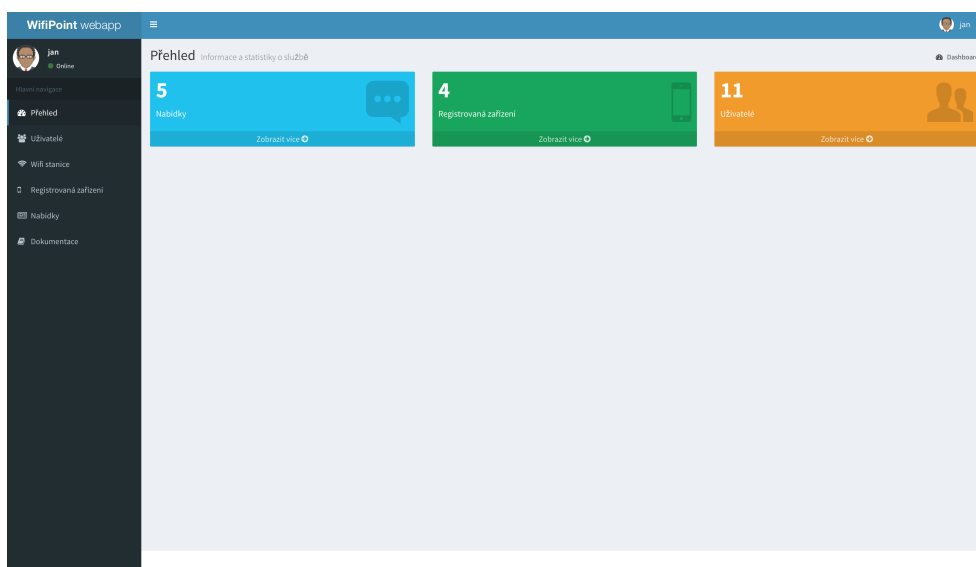 WifiPoint webapp
jan
jan
Online
Hlavní navigace
Přehled
Uživatelé
Wifi stanice
Registrovaná zařízení
Nabídky
Dokumentace
Přehled Informace a statistiky o službě
Dashboar
5
Nabídky
Zobrazit více
4
Registrovaná zařízení
Zobrazit více
11
Uživatelé
Zobrazit více